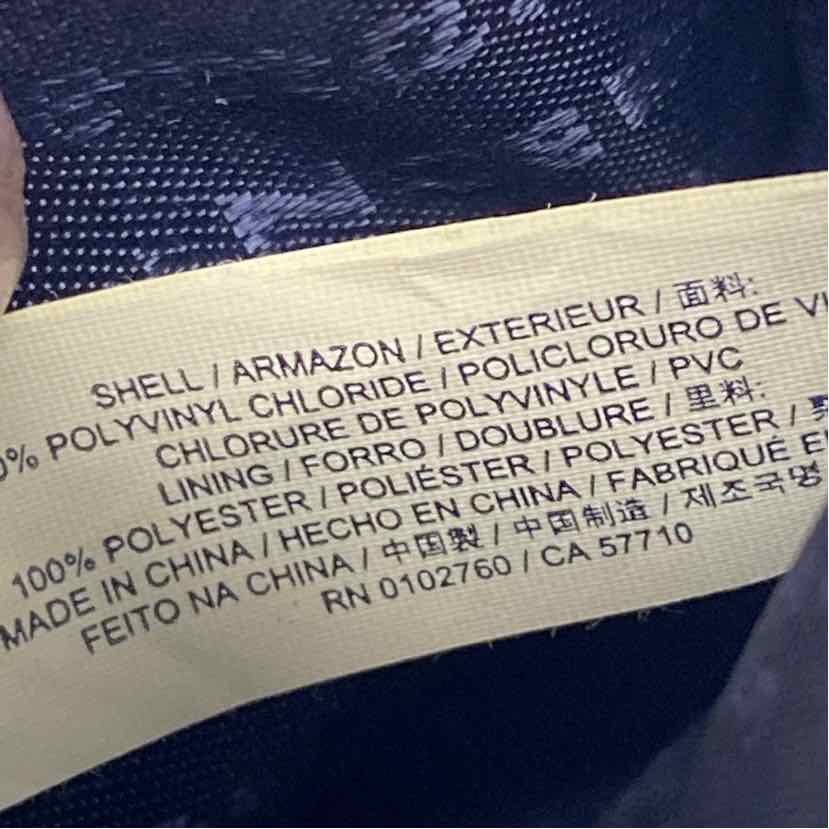 SHELL / ARMAZON / EXTERIEUR / 面料:
POLYVINYL CHLORIDE / POLICLORURO DE
CHLORURE DE POLYVINYLE / PVC
LINING / FORRO / DOUBLURE / 里料:
100% POLYESTER / POLIÉSTER / POLYESTER /
MADE IN CHINA / HECHO EN CHINA / FABRIQUÉ
FEITO NA CHINA / 中国製 / 中国制造 / 제조국명
RN 0102760 / CA 57710